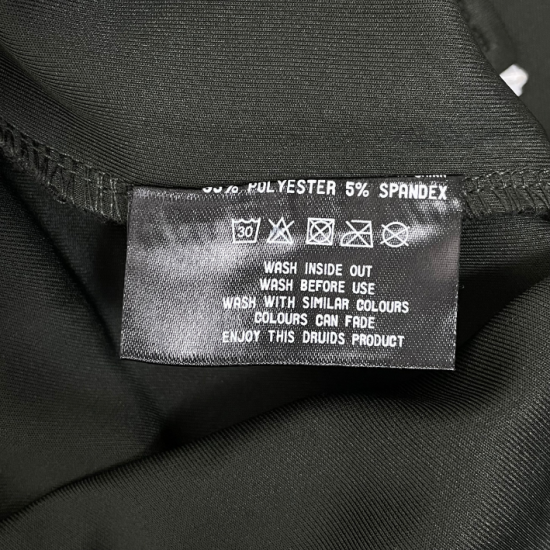 POLYESTER 5% SPANDEX
30
WASH INSIDE OUT
WASH BEFORE USE
WASH WITH SIMILAR COLOURS
COLOURS CAN FADE
ENJOY THIS DRUIDS PRODUCT